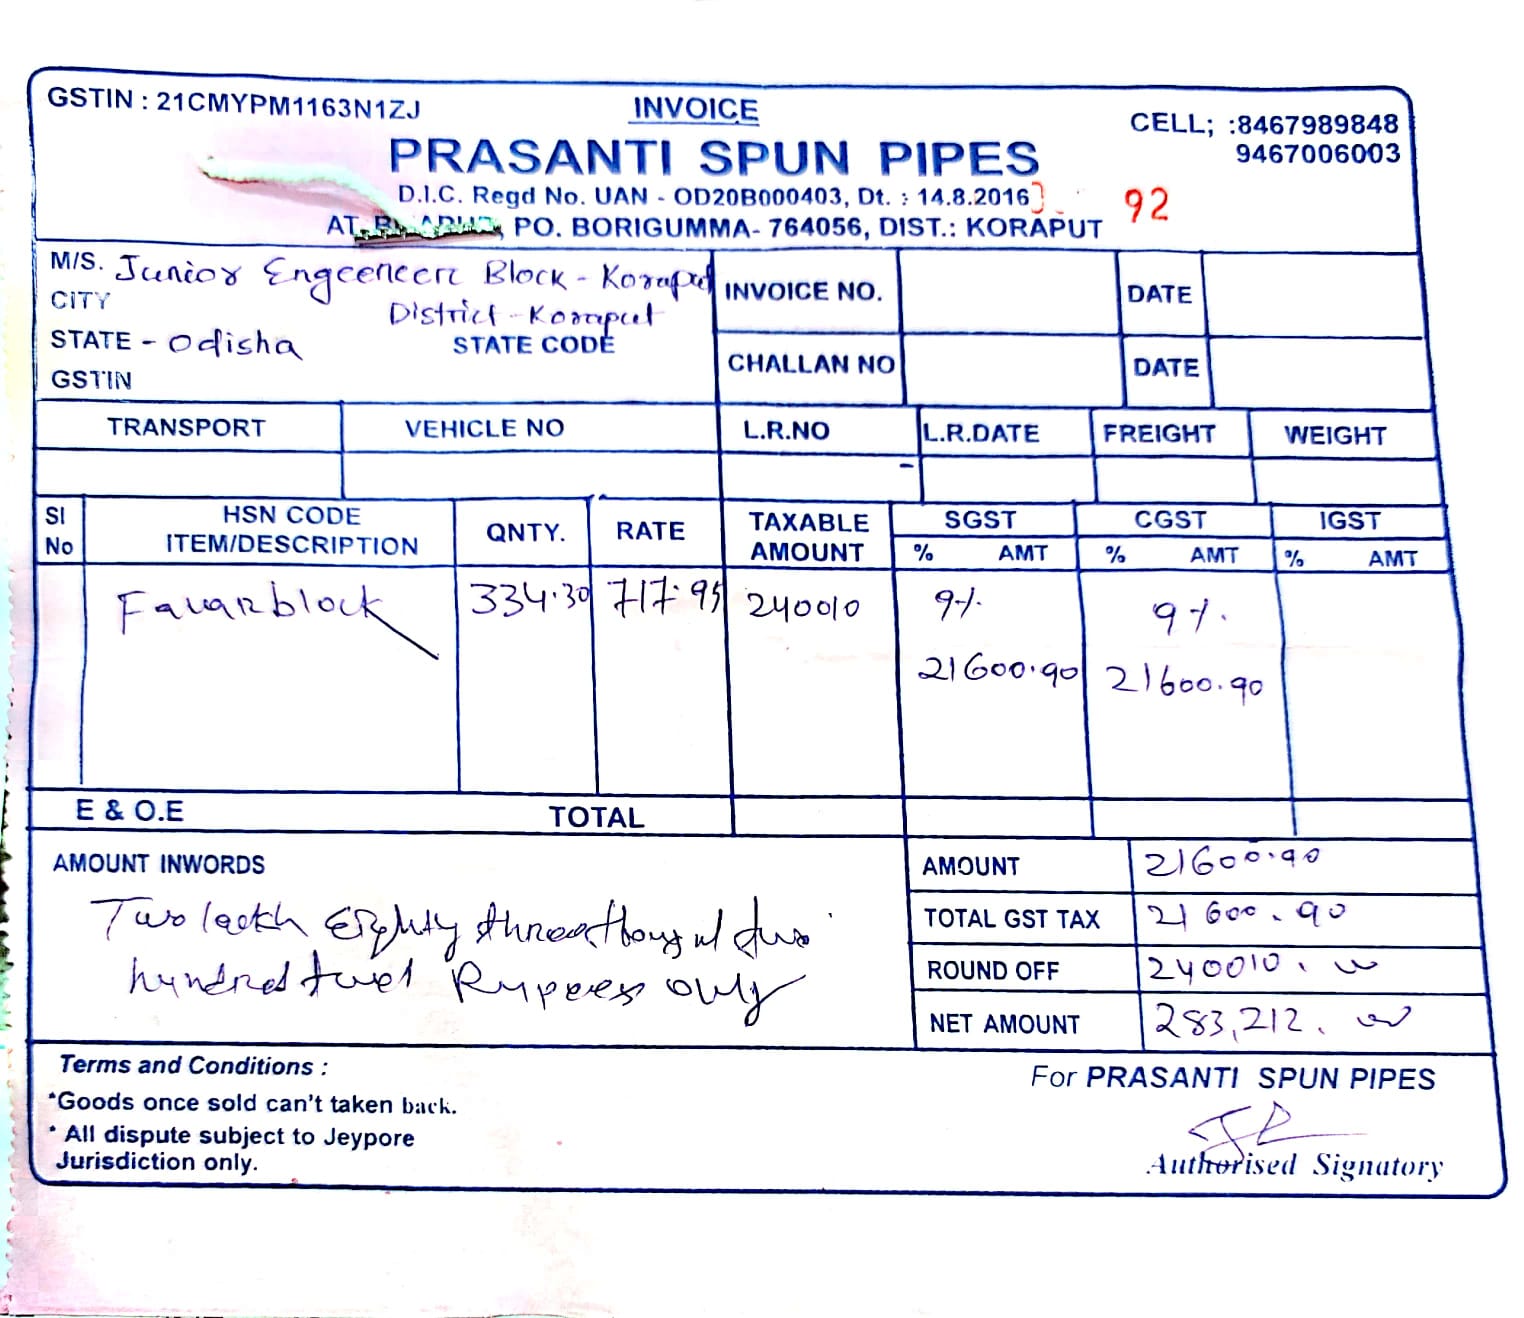 GSTIN : 21CMYPM1163N1ZJ
INVOICE
CELL; :8467989848
9467006003
PRASANTI SPUN PIPES
D.I.C. Regd No. UAN - OD20B000403, Dt. : 14.8.2016
92
AT. PO. BORIGUMMA- 764056, DIST.: KORAPUT
M/S. Junior Engeeneer Block - Koraput
CITY District - Koraput
STATE - Odisha STATE CODE
GSTIN
INVOICE NO. DATE
CHALLAN NO DATE
TRANSPORT VEHICLE NO L.R.NO L.R.DATE FREIGHT WEIGHT
Sl No HSN CODE ITEM/DESCRIPTION QNTY. RATE TAXABLE AMOUNT SGST CGST IGST
% AMT % AMT % AMT
334.30 717.95 240010 9% 9%
21600.90 21600.90
E & O.E TOTAL
AMOUNT INWORDS
Two lackh Eighty three
hundred Rupees only
AMOUNT 21600.90
TOTAL GST TAX 21600.90
ROUND OFF 240010.
NET AMOUNT 283,212.
Terms and Conditions :
*Goods once sold can't taken back.
* All dispute subject to Jeypore
Jurisdiction only.
For PRASANTI SPUN PIPES
Authorised Signatory